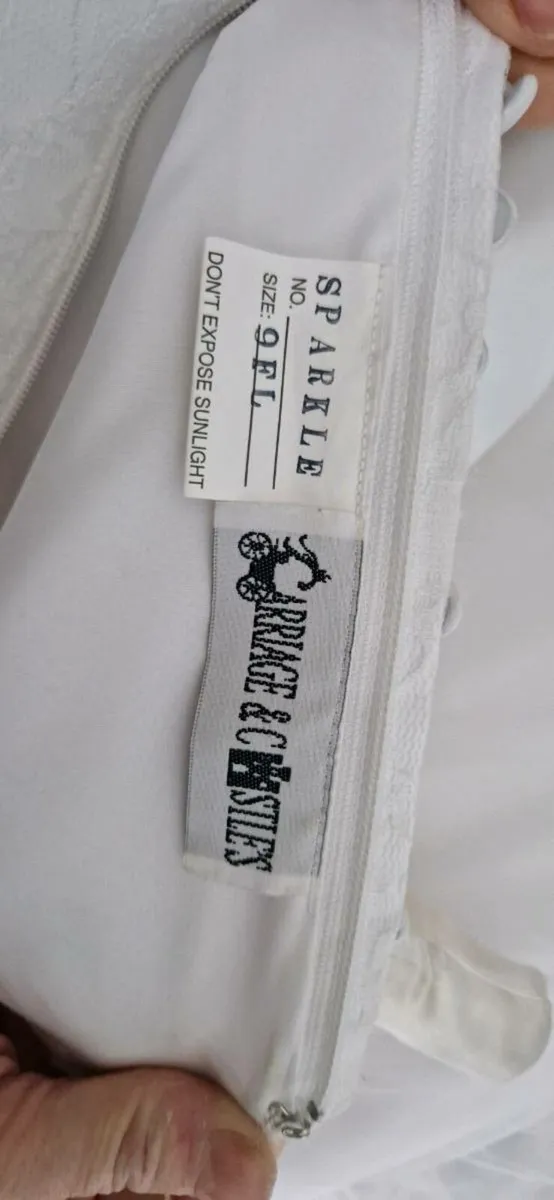 SPARKLE
NO.
SIZE: 9FL
DON'T EXPOSE SUNLIGHT
CARRIAGE & CASTLES